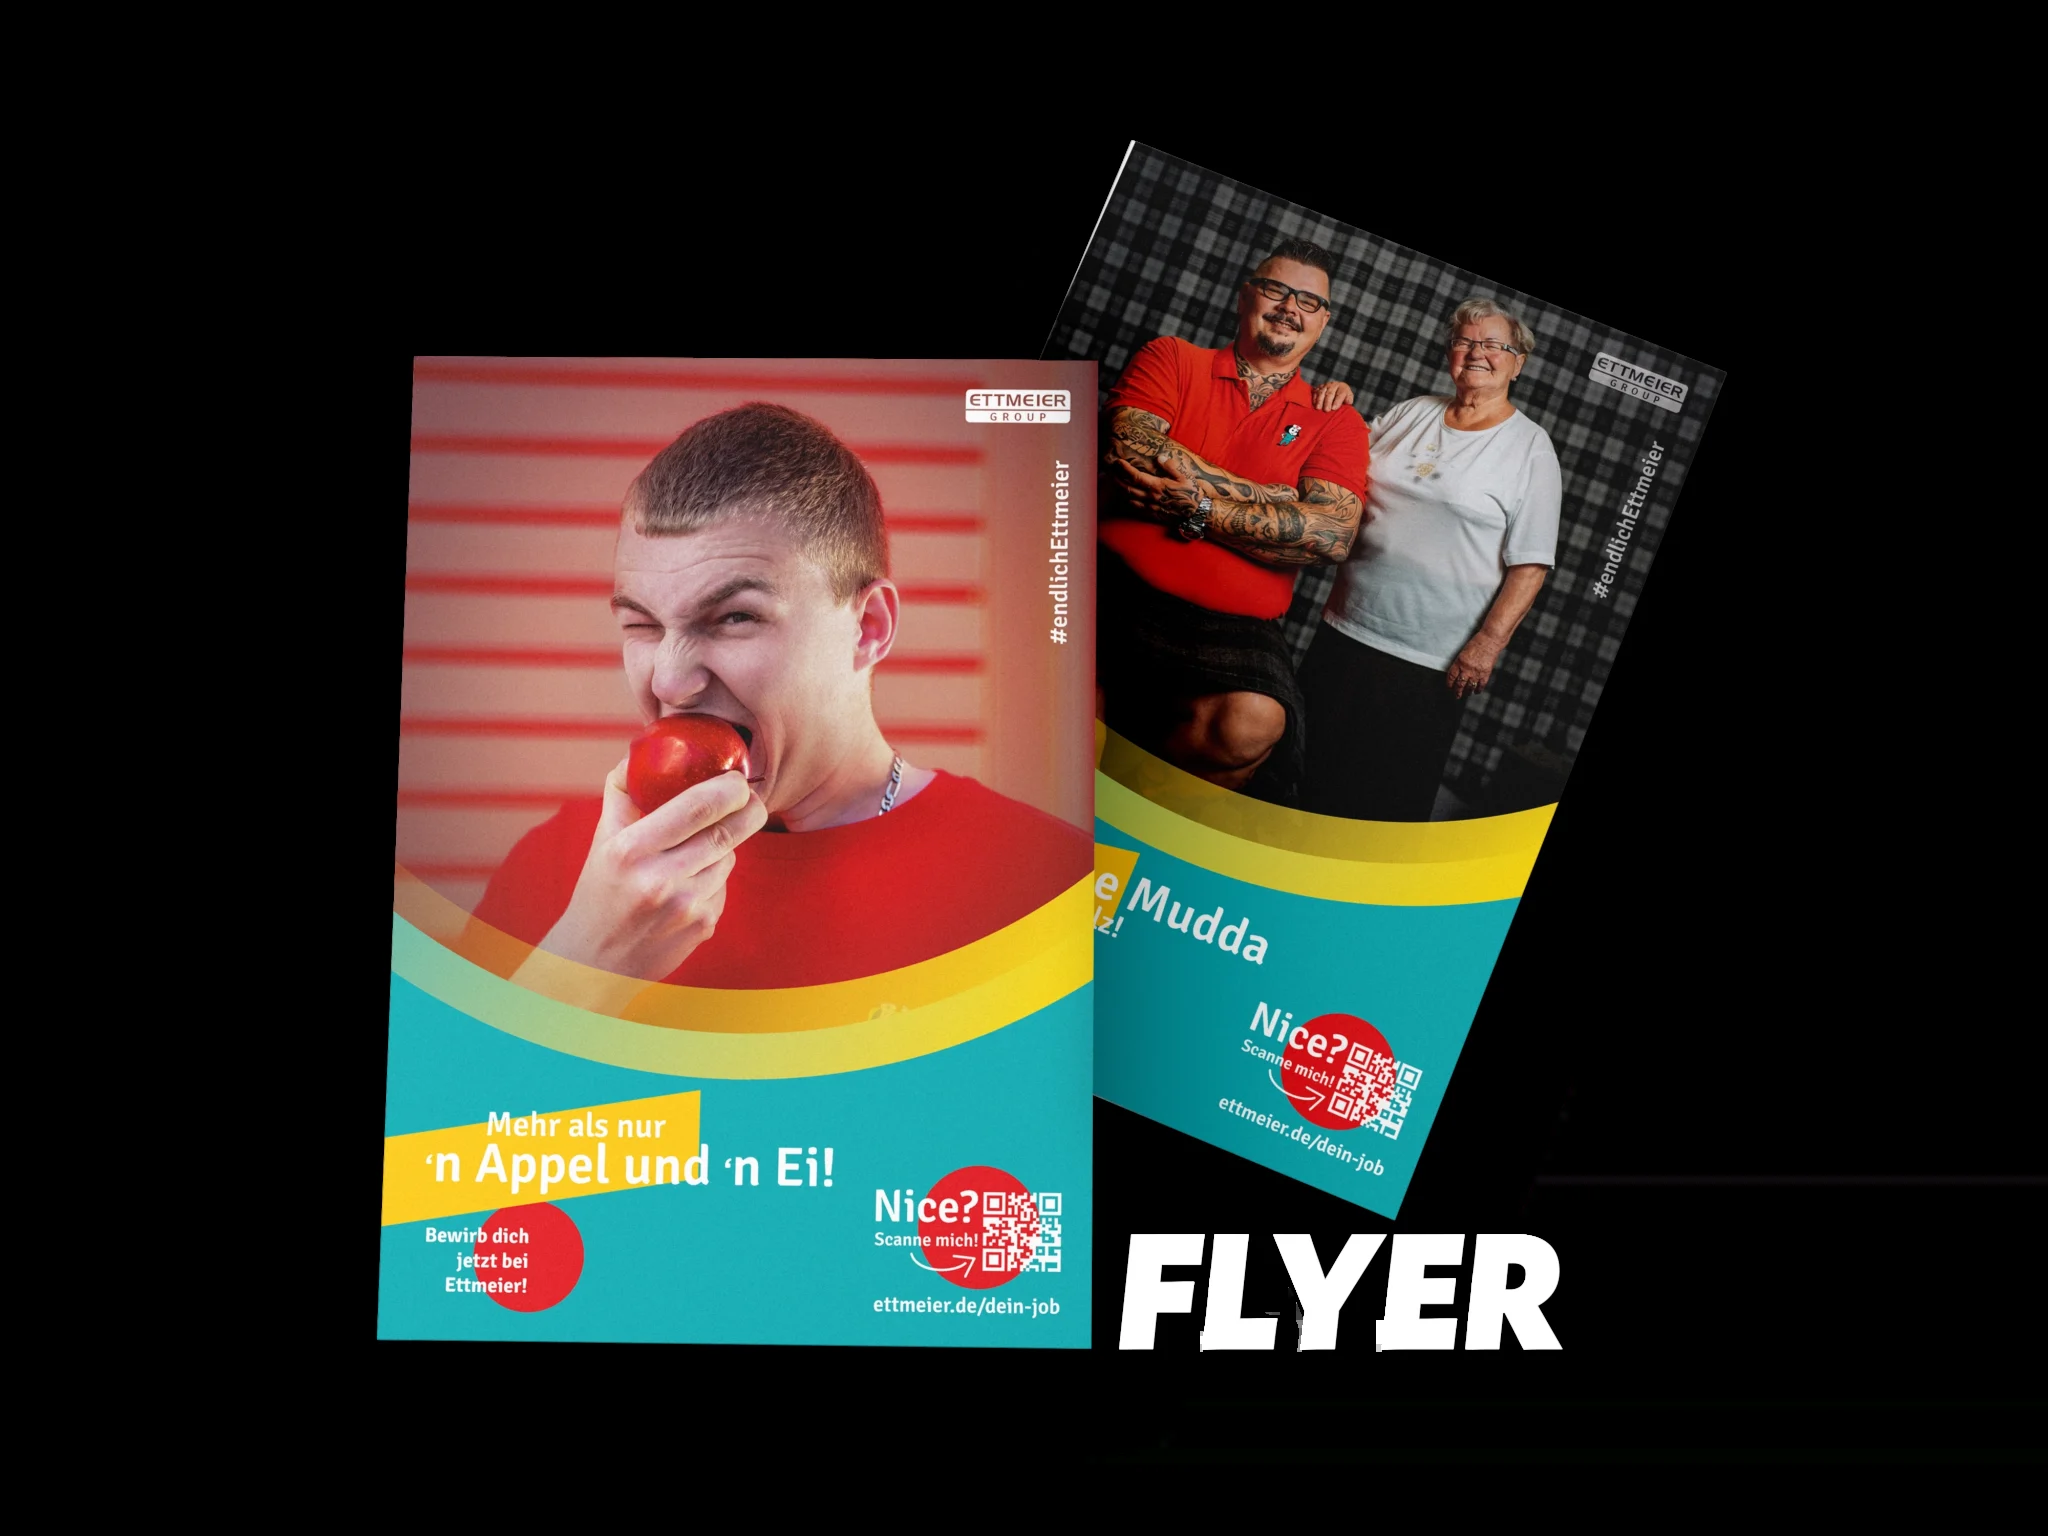 ETTMEIER
GROUP
#endlichEttmeier
Mehr als nur
‘n Appel und ‘n Ei!
Bewirb dich
jetzt bei
Ettmeier!
Nice?
Scanne mich!
ettmeier.de/dein-job
ETTMEIER
GROUP
#endlichEttmeier
Mudda
Nice?
Scanne mich!
ettmeier.de/dein-job
FLYER